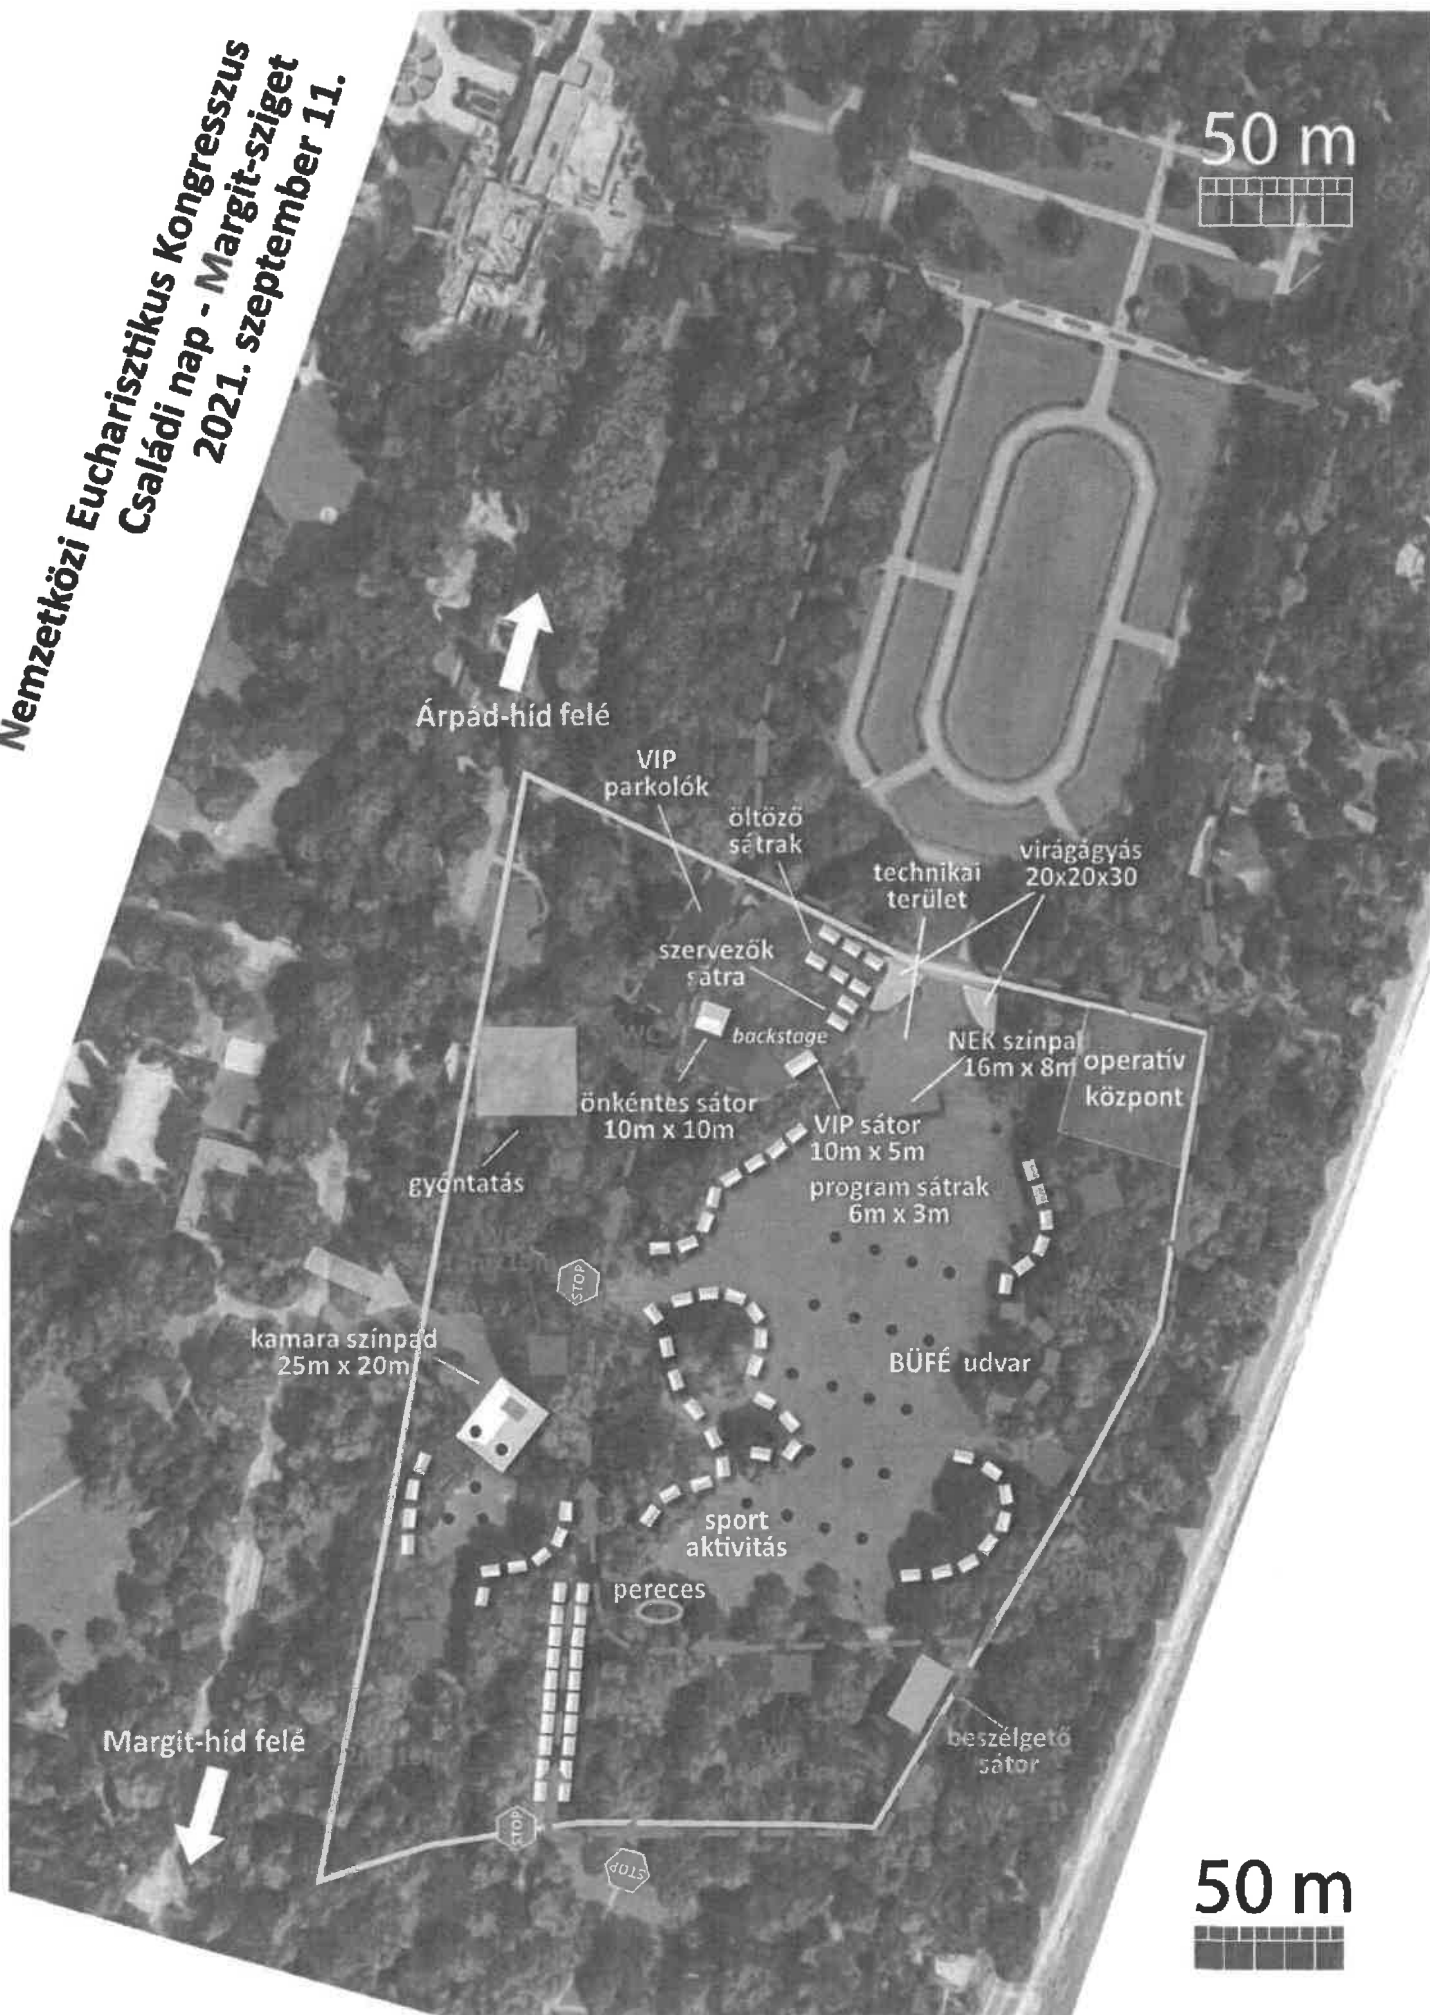 Nemzetközi Eucharisztikus Kongresszus
Családi nap - Margit-sziget
2021. szeptember 11.
50 m
Árpád-híd felé
VIP
parkolók
öltöző
sátrak
technikai
terület
virágágyás
20x20x30
szervezők
sátra
backstage
NEK színpa
16m x 8m
operatív
központ
önkéntes sátor
10m x 10m
VIP sátor
10m x 5m
gyóntatás
program sátrak
6m x 3m
STOP
kamara színpad
25m x 20m
BÜFÉ udvar
sport
aktivitás
pereces
Margit-híd felé
beszélgető
sátor
STOP
STOP
50 m